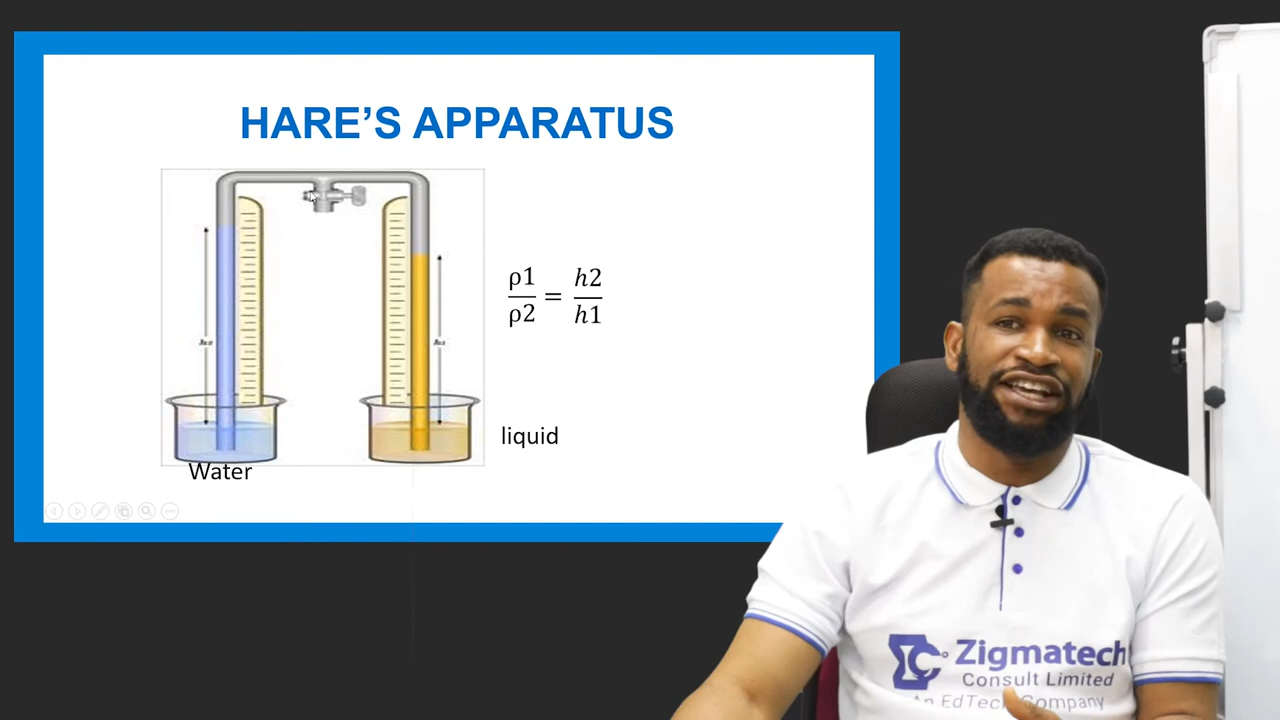 HARE'S APPARATUS
ρ1
ρ2
=
h2
h1
liquid
Water
Zigmatech
Consult Limited
An EdTech Company